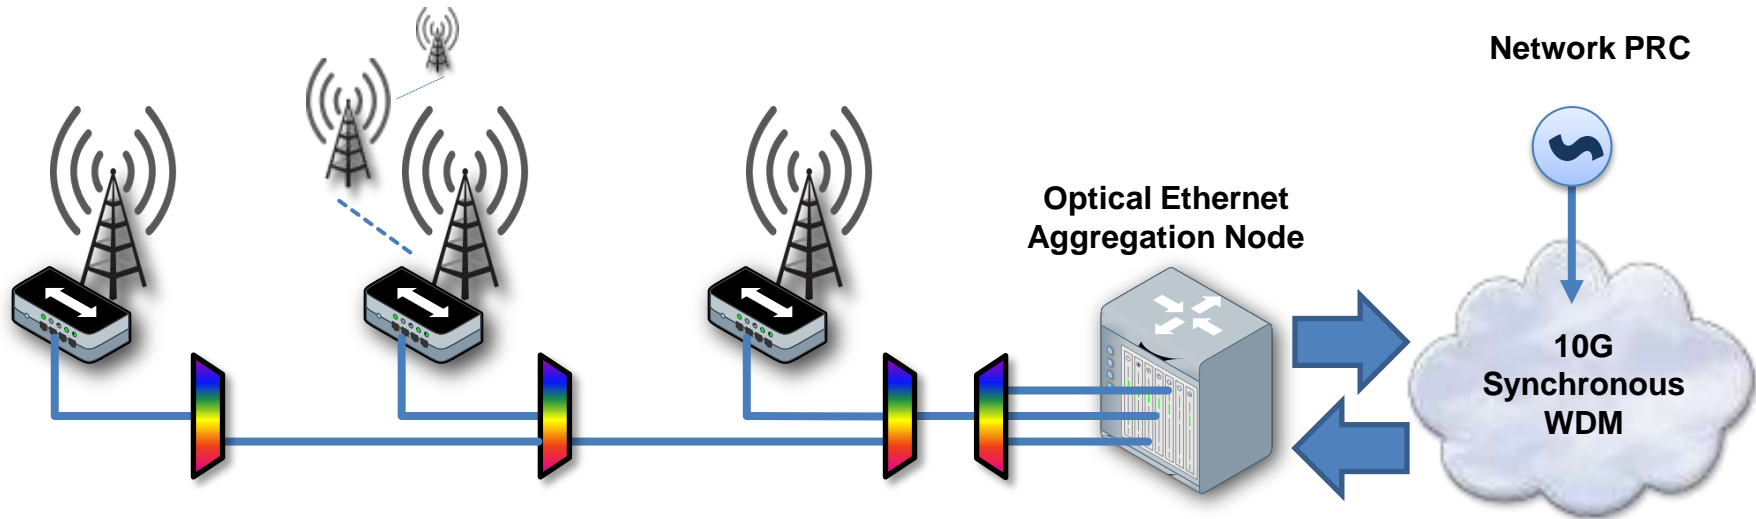 Network PRC
Optical Ethernet
Aggregation Node
10G
Synchronous
WDM